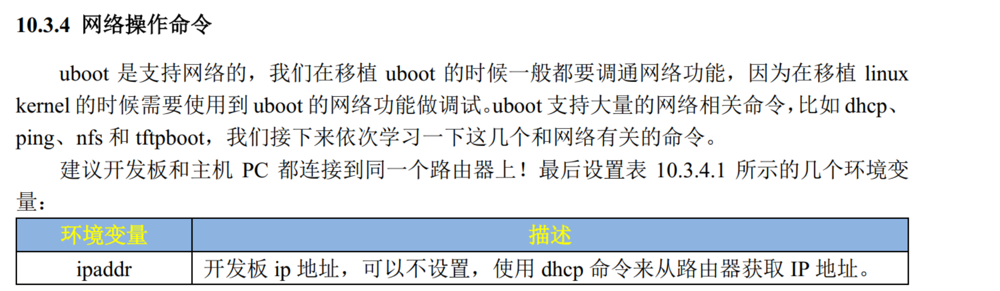 10.3.4 网络操作命令
uboot 是支持网络的，我们在移植 uboot 的时候一般都要调通网络功能，因为在移植 linux
kernel 的时候需要使用到 uboot 的网络功能做调试。uboot 支持大量的网络相关命令，比如 dhcp、
ping、nfs 和 tftpboot，我们接下来依次学习一下这几个和网络有关的命令。
建议开发板和主机 PC 都连接到同一个路由器上！最后设置表 10.3.4.1 所示的几个环境变
量：
环境变量 描述
ipaddr 开发板 ip 地址，可以不设置，使用 dhcp 命令来从路由器获取 IP 地址。